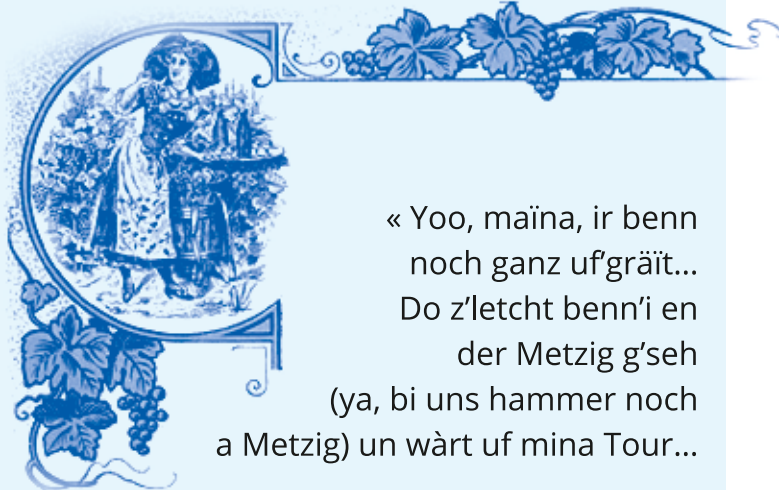 « Yoo, maïna, ir benn
noch ganz uf’gräït...
Do z’letcht benn’i en
der Metzig g’seh
(ya, bi uns hammer noch
a Metzig) un wàrt uf mina Tour...